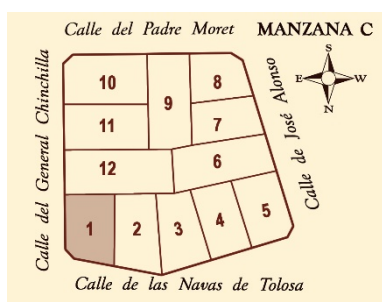 Calle del Padre Moret
MANZANA C
S
E
W
N
Calle del General Chinchilla
Calle de José Alonso
10
9
8
11
7
12
6
1
2
3
4
5
Calle de las Navas de Tolosa